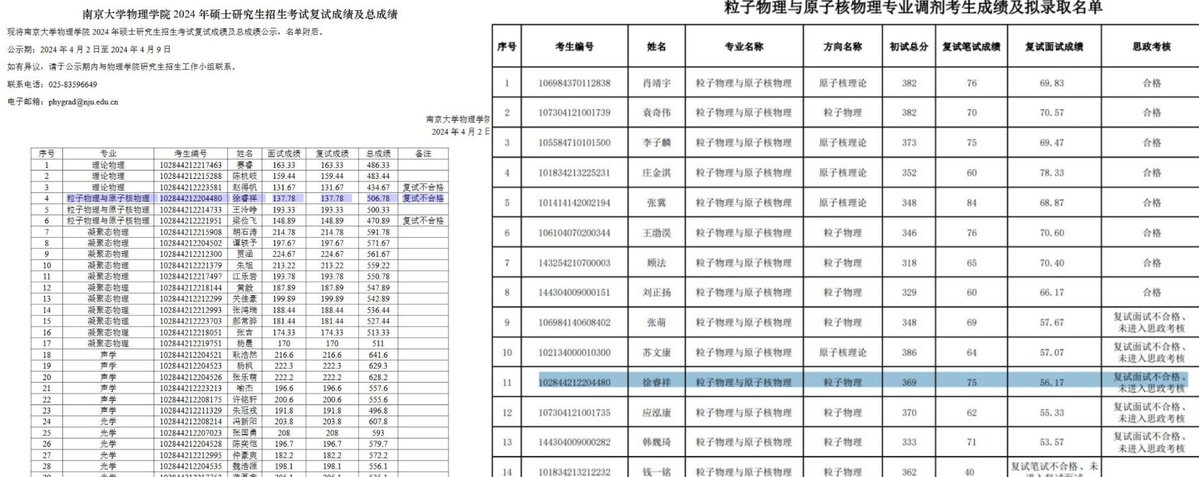 南京大学物理学院 2024 年硕士研究生招生考试复试成绩及总成绩
现将南京大学物理学院 2024 年硕士研究生招生考试复试成绩及总成绩公示，名单附后。
公示期：2024 年 4 月 2 日至 2024 年 4 月 9 日
如有异议，请于公示期内与物理学院研究生招生工作小组联系。
联系电话：025-83596649
电子邮箱：phygrad@nju.edu.cn
南京大学物理学院
2024 年 4 月 2 日
序号 专业 考生编号 姓名 面试成绩 复试成绩 总成绩 备注
1 理论物理 102844212217463 163.33 163.33 486.33
2 理论物理 102844212215288 陈杭岐 159.44 159.44 483.44
3 理论物理 102844212223581 赵得帆 131.67 131.67 434.67 复试不合格
4 粒子物理与原子核物理 102844212204480 徐睿祥 137.78 137.78 506.78 复试不合格
5 粒子物理与原子核物理 102844212214733 王泠峥 193.33 193.33 500.33
6 粒子物理与原子核物理 102844212221951 梁位飞 148.89 148.89 470.89 复试不合格
7 凝聚态物理 102844212215908 胡石涛 214.78 214.78 591.78
8 凝聚态物理 102844212204502 谭轶予 197.67 197.67 571.67
9 凝聚态物理 102844212212300 贾涵 224.67 224.67 561.67
10 凝聚态物理 102844212221379 朱旭 213.22 213.22 559.22
11 凝聚态物理 102844212217497 江乐岩 193.78 193.78 550.78
12 凝聚态物理 102844212218144 黄毅 187.89 187.89 547.89
13 凝聚态物理 102844212212299 关佳豪 199.89 199.89 542.89
14 凝聚态物理 102844212212993 张鸿瑞 188.44 188.44 536.44
15 凝聚态物理 102844212223703 郝常骅 181.44 181.44 527.44
16 凝聚态物理 102844212218051 张言 174.33 174.33 513.33
17 凝聚态物理 102844212219751 杨晨 170 170 511
18 声学 102844212204521 耿浩然 216.6 216.6 641.6
19 声学 102844212204520 杨枫 222.3 222.3 629.3
20 声学 102844212204526 张乐萌 222.2 222.2 628.2
21 声学 102844212223213 喻杰 196.6 196.6 557.6
22 声学 102844212208175 许铭轩 200.6 200.6 555.6
23 声学 102844212211329 朱冠戎 191.8 191.8 496.8
24 光学 102844212208214 冯新阳 203.8 203.8 607.8
25 光学 102844212207023 张国勇 208 208 593
26 光学 102844212204528 陈奕恺 196.7 196.7 579.7
27 光学 102844212212995 仲豪爽 182.2 182.2 572.2
28 光学 102844212204535 魏浩源 198.1 198.1 556.1
粒子物理与原子核物理专业调剂考生成绩及拟录取名单
序号 考生编号 姓名 专业名称 方向名称 初试总分 复试笔试成绩 复试面试成绩 思政考核
1 106984370112838 肖靖宇 粒子物理与原子核物理 原子核理论 382 76 69.83 合格
2 107304121001739 袁奇伟 粒子物理与原子核物理 粒子物理 382 70 70.57 合格
3 105584710101500 李子麟 粒子物理与原子核物理 原子核理论 373 75 69.47 合格
4 101834213225231 庄金淇 粒子物理与原子核物理 原子核理论 352 60 78.33 合格
5 101414142002194 张冀 粒子物理与原子核物理 原子核理论 348 84 68.87 合格
6 106104070200344 王渤淏 粒子物理与原子核物理 粒子物理 346 76 70.60 合格
7 143254210700003 顾法 粒子物理与原子核物理 粒子物理 318 65 70.40 合格
8 144304009000151 刘正扬 粒子物理与原子核物理 粒子物理 329 60 66.17 合格
9 106984140608402 张萌 粒子物理与原子核物理 粒子物理 348 69 57.67 复试面试不合格、
未进入思政考核
10 102134000010300 苏文康 粒子物理与原子核物理 原子核理论 386 64 57.07 复试面试不合格、
未进入思政考核
11 102844212204480 徐睿祥 粒子物理与原子核物理 粒子物理 369 75 56.17 复试面试不合格、
未进入思政考核
12 107304121001735 应泓康 粒子物理与原子核物理 粒子物理 370 62 55.33 复试面试不合格、
未进入思政考核
13 144304009000282 韩魏琦 粒子物理与原子核物理 粒子物理 333 71 53.57 复试面试不合格、
未进入思政考核
14 101834213212232 钱一铭 粒子物理与原子核物理 粒子物理 362 40 复试笔试不合格、未